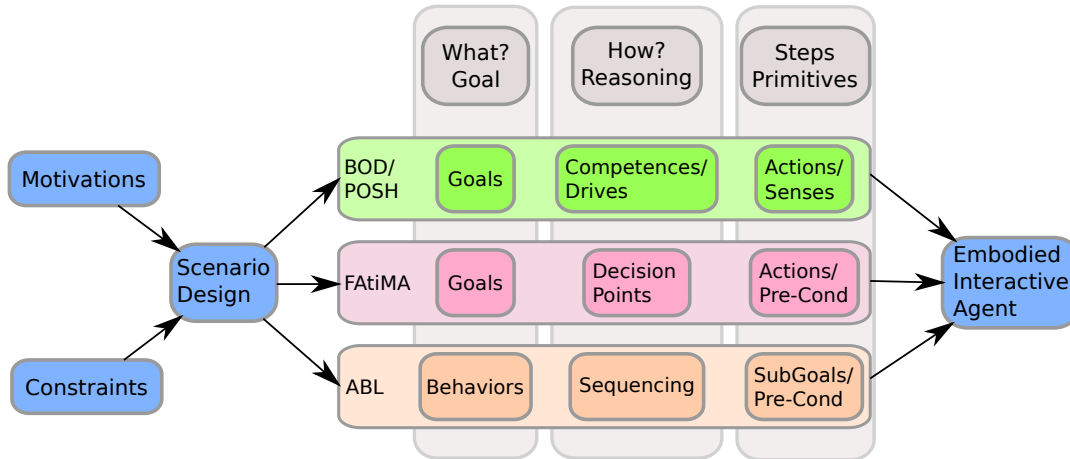 What?
Goal
How?
Reasoning
Steps
Primitives
Motivations
Constraints
Scenario
Design
BOD/
POSH
Goals
Competences/
Drives
Actions/
Senses
FAtiMA
Goals
Decision
Points
Actions/
Pre-Cond
ABL
Behaviors
Sequencing
SubGoals/
Pre-Cond
Embodied
Interactive
Agent